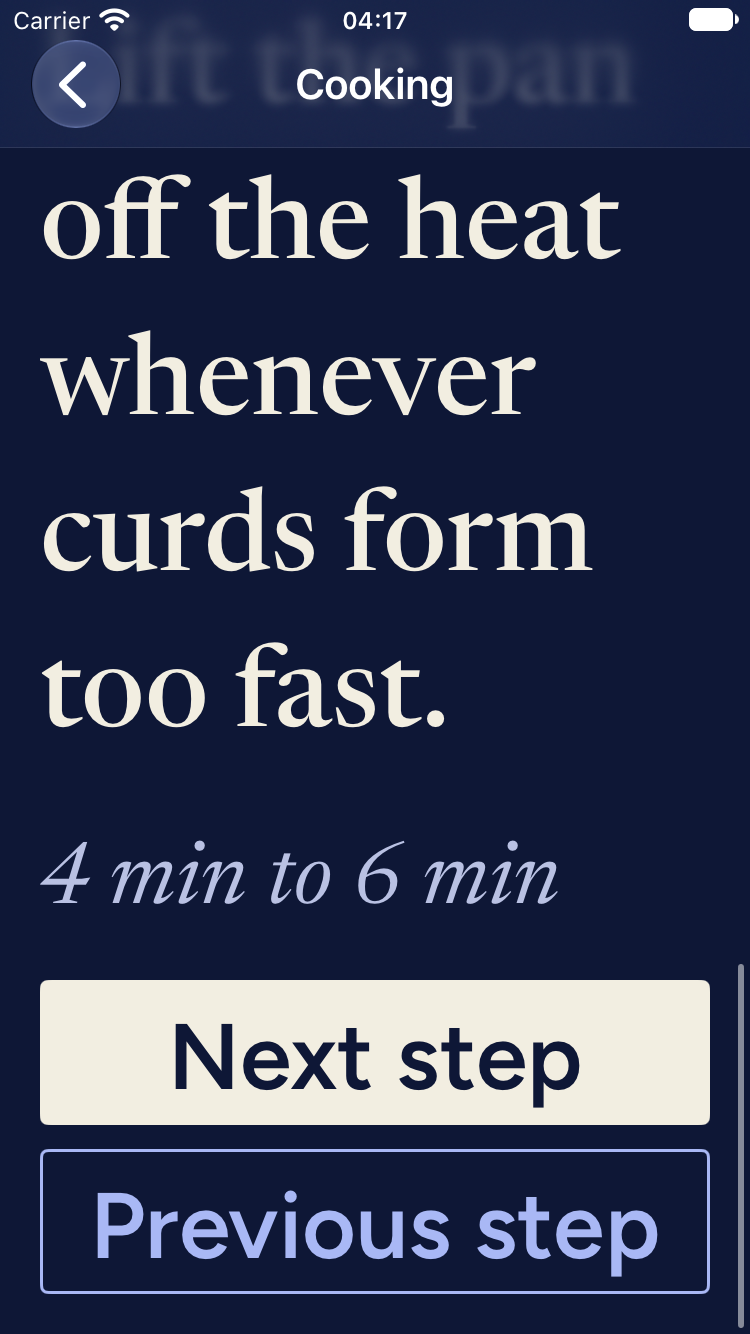 Carrier
04:17
Cooking
off the heat
whenever
curds form
too fast.
4 min to 6 min
Next step
Previous step